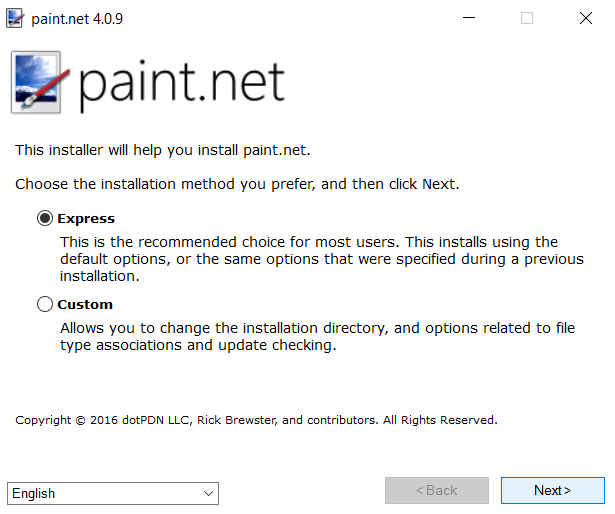 paint.net 4.0.9
paint.net
This installer will help you install paint.net.
Choose the installation method you prefer, and then click Next.
Express
This is the recommended choice for most users. This installs using the
default options, or the same options that were specified during a previous
installation.
Custom
Allows you to change the installation directory, and options related to file
type associations and update checking.
Copyright © 2016 dotPDN LLC, Rick Brewster, and contributors. All Rights Reserved.
English
< Back
Next >